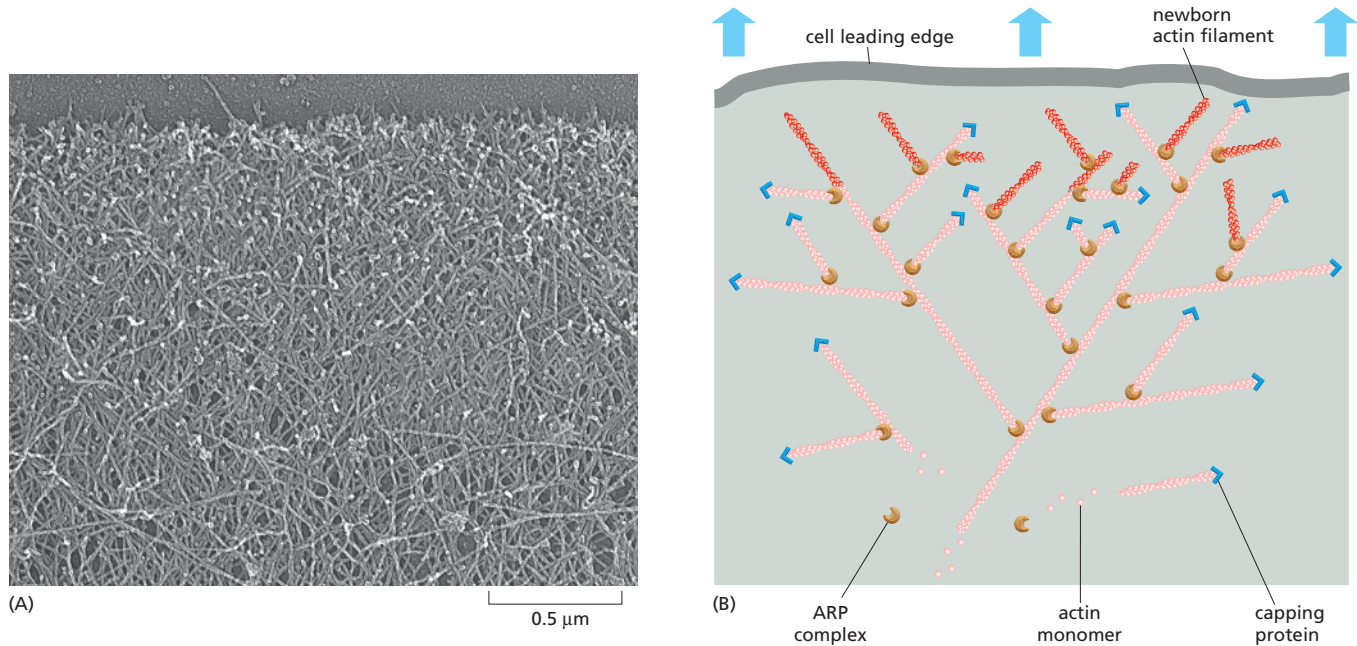 cell leading edge
newborn
actin filament
(A)
0.5 μm
(B)
ARP
complex
actin
monomer
capping
protein